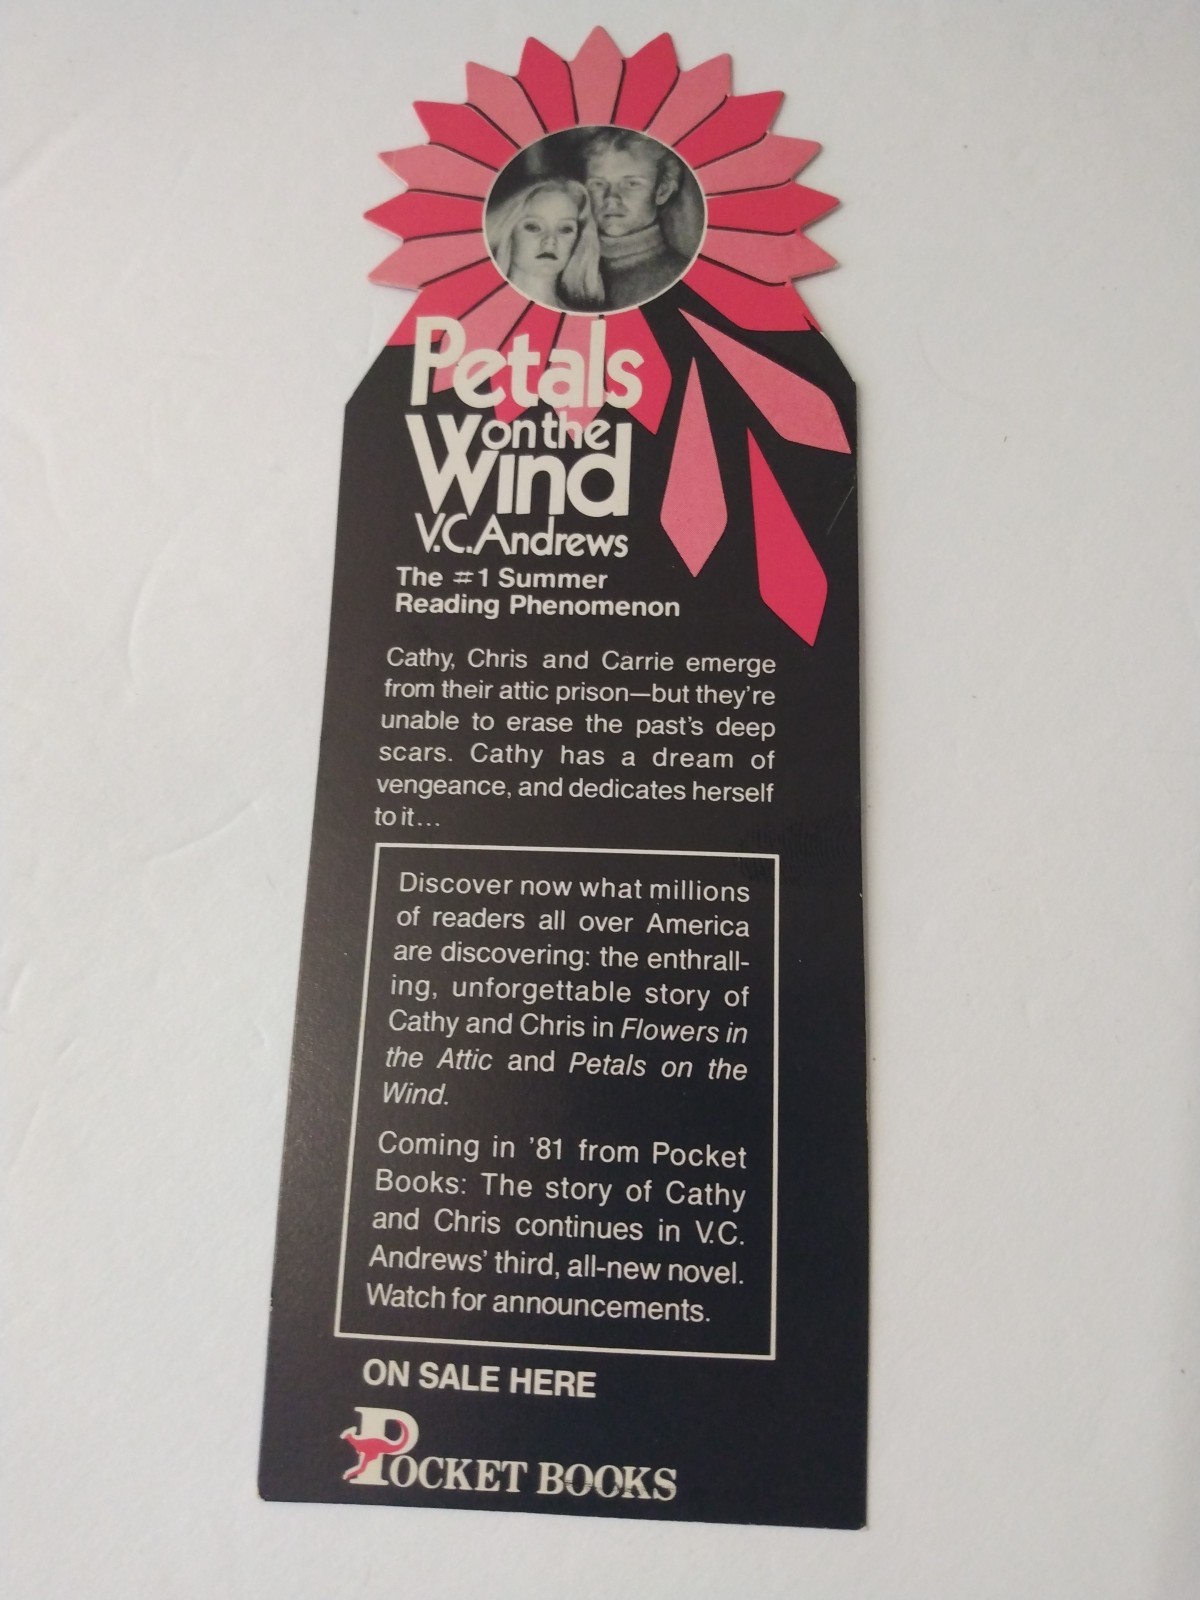 Petals
on the
Wind
V.C. Andrews
The #1 Summer
Reading Phenomenon
Cathy, Chris and Carrie emerge
from their attic prison—but they're
unable to erase the past's deep
scars. Cathy has a dream of
vengeance, and dedicates herself
to it...
Discover now what millions
of readers all over America
are discovering: the enthrall-
ing, unforgettable story of
Cathy and Chris in Flowers in
the Attic and Petals on the
Wind.
Coming in '81 from Pocket
Books: The story of Cathy
and Chris continues in V.C.
Andrews' third, all-new novel.
Watch for announcements.
ON SALE HERE
POCKET BOOKS